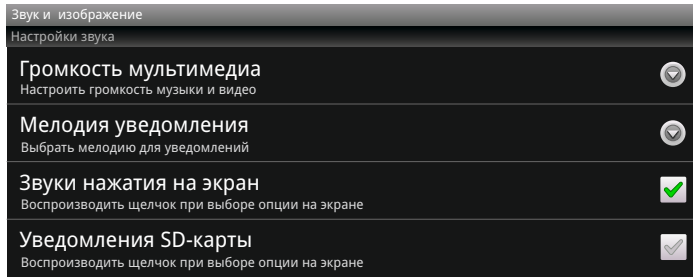 Звук и изображение
Настройки звука
Громкость мультимедиа
Настроить громкость музыки и видео
Мелодия уведомления
Выбрать мелодию для уведомлений
Звуки нажатия на экран
Воспроизводить щелчок при выборе опции на экране
Уведомления SD-карты
Воспроизводить щелчок при выборе опции на экране